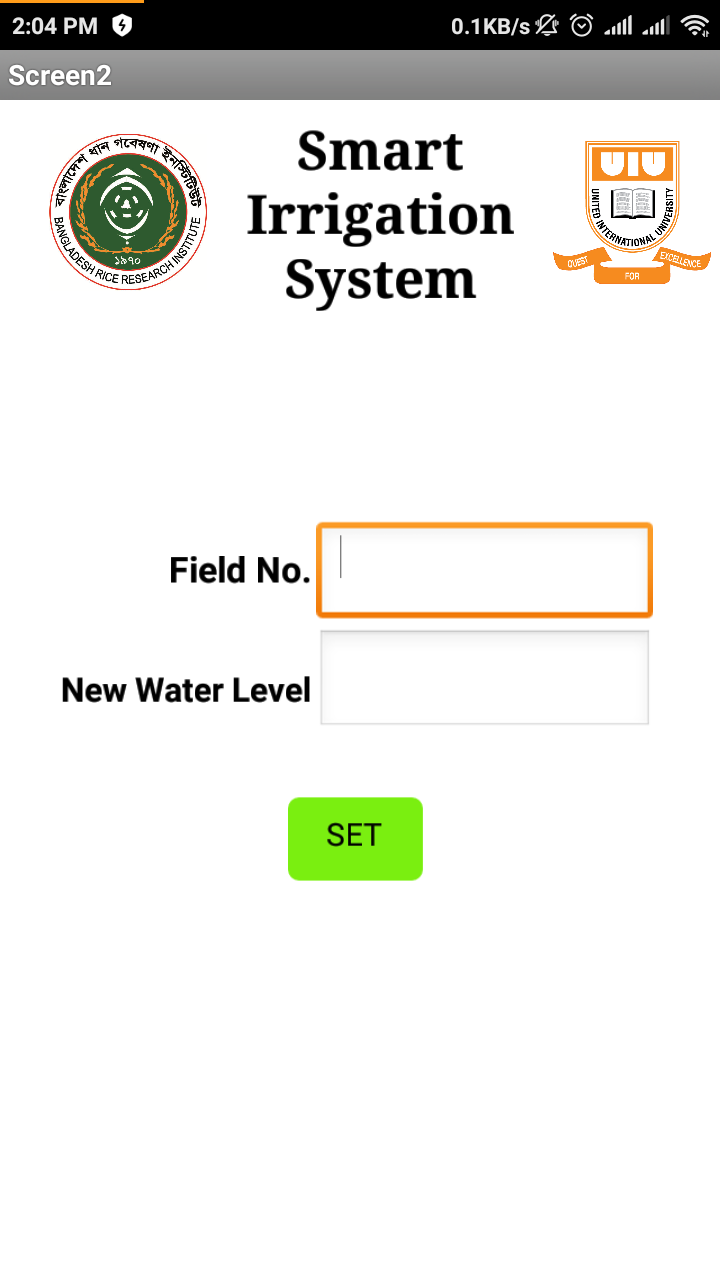 2:04 PM
0.1KB/s
Screen2
বাংলাদেশ ধান গবেষণা ইনস্টিটিউট
১৯৭০
BANGLADESH RICE RESEARCH INSTITUTE
Smart
Irrigation
System
UIU
UNITED INTERNATIONAL UNIVERSITY
QUEST
FOR
EXCELLENCE
Field No.
New Water Level
SET